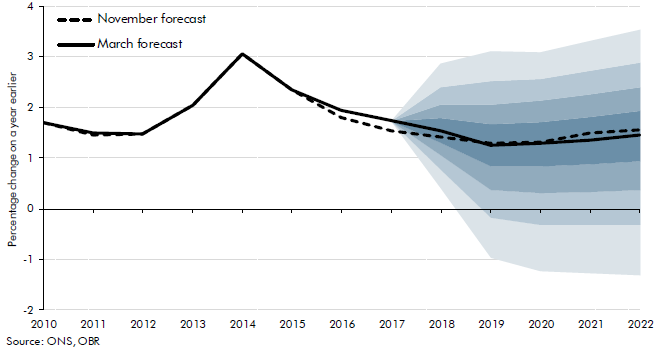 4
3
2
1
0
-1
-2
Percentage change on a year earlier
November forecast
March forecast
2010 2011 2012 2013 2014 2015 2016 2017 2018 2019 2020 2021 2022
Source: ONS, OBR